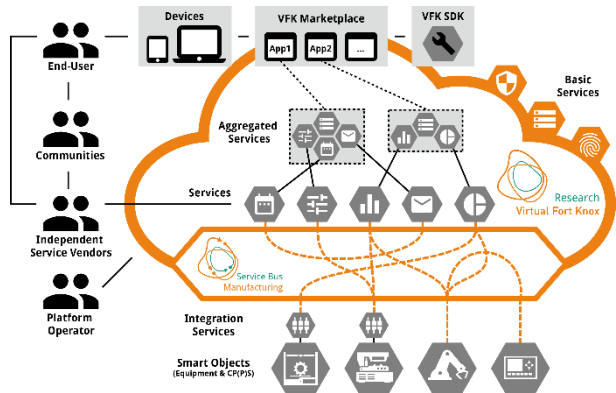 Devices
VFK Marketplace
VFK SDK
App1
App2
...
End-User
Basic
Services
Aggregated
Services
Communities
Services
Research
Virtual Fort Knox
Independent
Service Vendors
Service Bus
Manufacturing
Platform
Operator
Integration
Services
Smart Objects
(Equipment & CP(P)S)